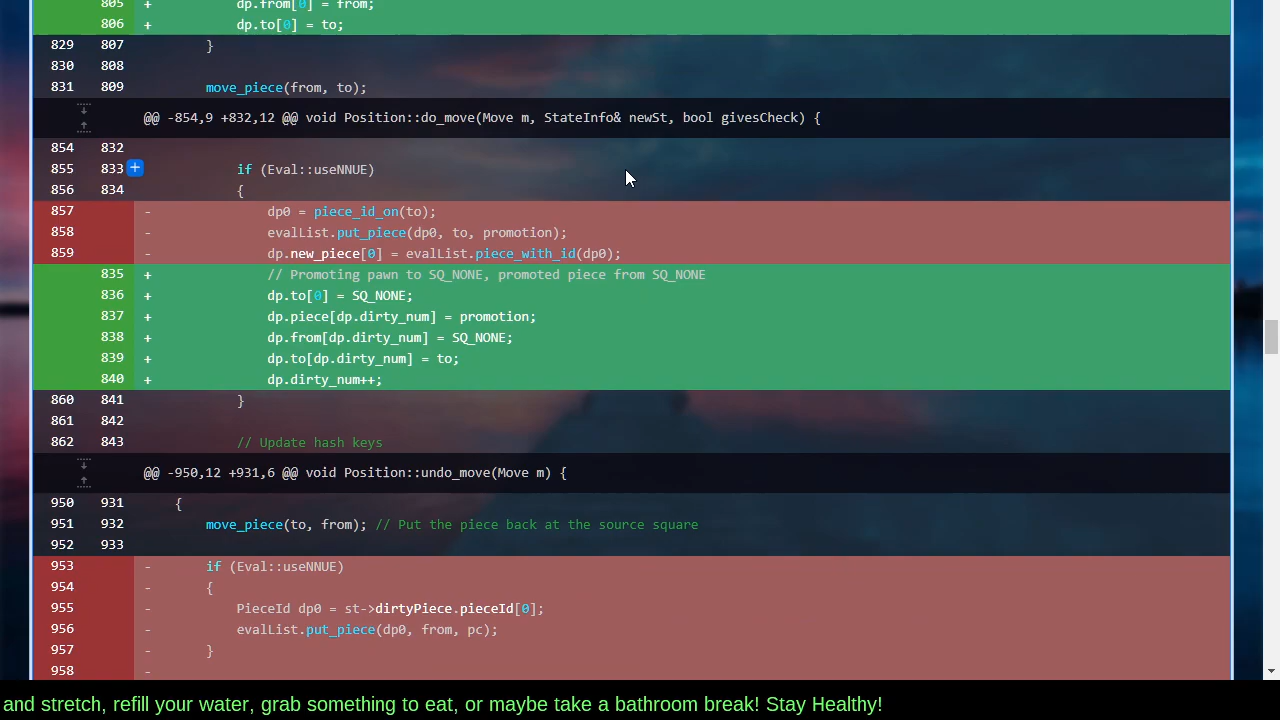 805 + dp.from[0] = from;
806 + dp.to[0] = to;
829 807 }
830 808
831 809 move_piece(from, to);
@@ -854,9 +832,12 @@ void Position::do_move(Move m, StateInfo& newSt, bool givesCheck) {
854 832
855 833 + if (Eval::useNNUE)
856 834 {
857 - dp0 = piece_id_on(to);
858 - evalList.put_piece(dp0, to, promotion);
859 - dp.new_piece[0] = evalList.piece_with_id(dp0);
835 + // Promoting pawn to SQ_NONE, promoted piece from SQ_NONE
836 + dp.to[0] = SQ_NONE;
837 + dp.piece[dp.dirty_num] = promotion;
838 + dp.from[dp.dirty_num] = SQ_NONE;
839 + dp.to[dp.dirty_num] = to;
840 + dp.dirty_num++;
860 841 }
861 842
862 843 // Update hash keys
@@ -950,12 +931,6 @@ void Position::undo_move(Move m) {
950 931 {
951 932 move_piece(to, from); // Put the piece back at the source square
952 933
953 - if (Eval::useNNUE)
954 - {
955 - PieceId dp0 = st->dirtyPiece.pieceId[0];
956 - evalList.put_piece(dp0, from, pc);
957 - }
958 -
and stretch, refill your water, grab something to eat, or maybe take a bathroom break! Stay Healthy!